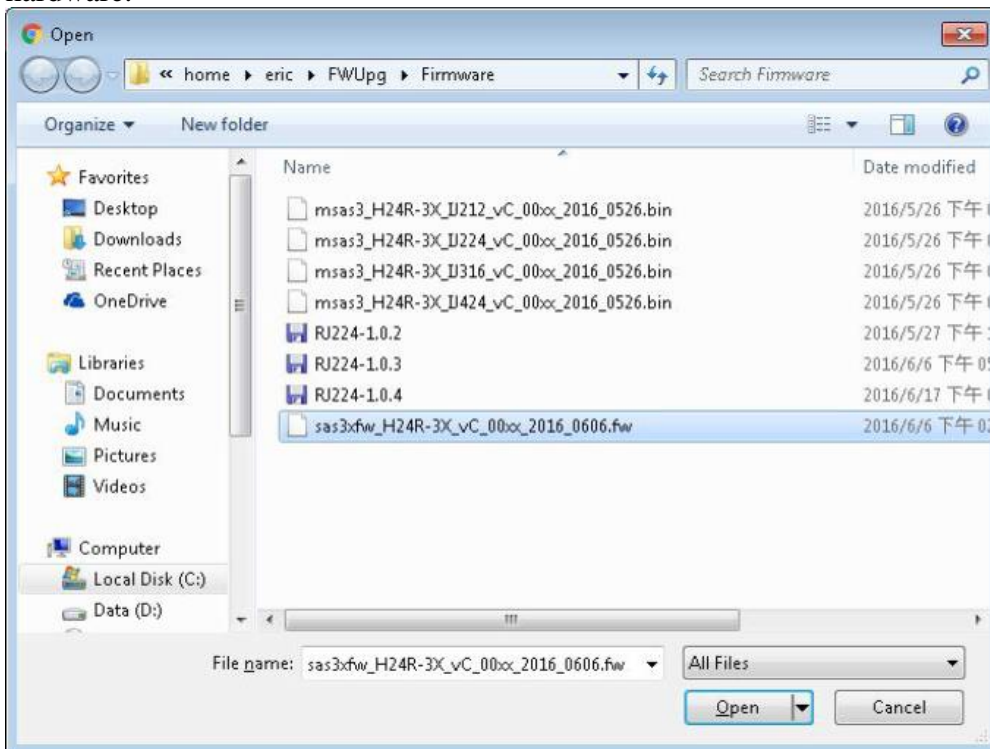 Open
« home ▸ eric ▸ FWUpg ▸ Firmware
Search Firmware
Organize
New folder
Name
Date modified
Favorites
Desktop
Downloads
Recent Places
OneDrive
Libraries
Documents
Music
Pictures
Videos
Computer
Local Disk (C:)
Data (D:)
msas3_H24R-3X_IJ212_vC_00xx_2016_0526.bin 2016/5/26 下午
msas3_H24R-3X_IJ224_vC_00xx_2016_0526.bin 2016/5/26 下午
msas3_H24R-3X_IJ316_vC_00xx_2016_0526.bin 2016/5/26 下午
msas3_H24R-3X_IJ424_vC_00xx_2016_0526.bin 2016/5/26 下午
RJ224-1.0.2 2016/5/27 下午
RJ224-1.0.3 2016/6/6 下午 05
RJ224-1.0.4 2016/6/17 下午
sas3xfw_H24R-3X_vC_00xx_2016_0606.fw 2016/6/6 下午 02
File name: sas3xfw_H24R-3X_vC_00xx_2016_0606.fw
All Files
Open
Cancel